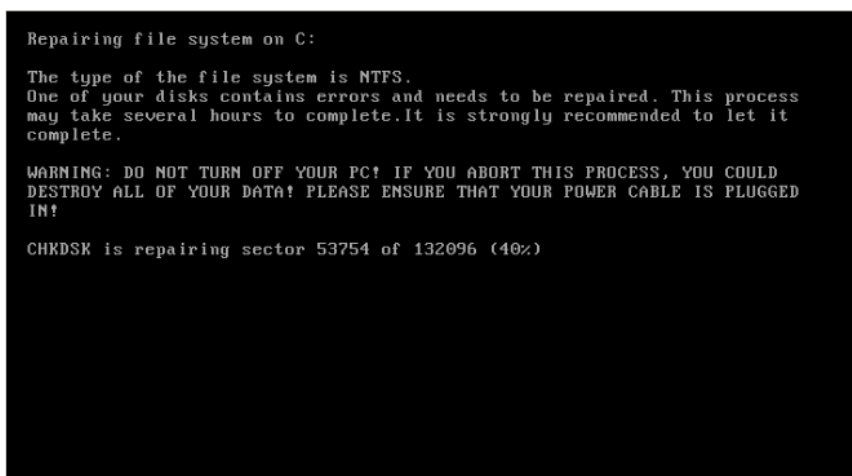 Repairing file system on C:
The type of the file system is NTFS.
One of your disks contains errors and needs to be repaired. This process
may take several hours to complete.It is strongly recommended to let it
complete.
WARNING: DO NOT TURN OFF YOUR PC! IF YOU ABORT THIS PROCESS, YOU COULD
DESTROY ALL OF YOUR DATA! PLEASE ENSURE THAT YOUR POWER CABLE IS PLUGGED
IN!
CHKDSK is repairing sector 53754 of 132096 (40%)